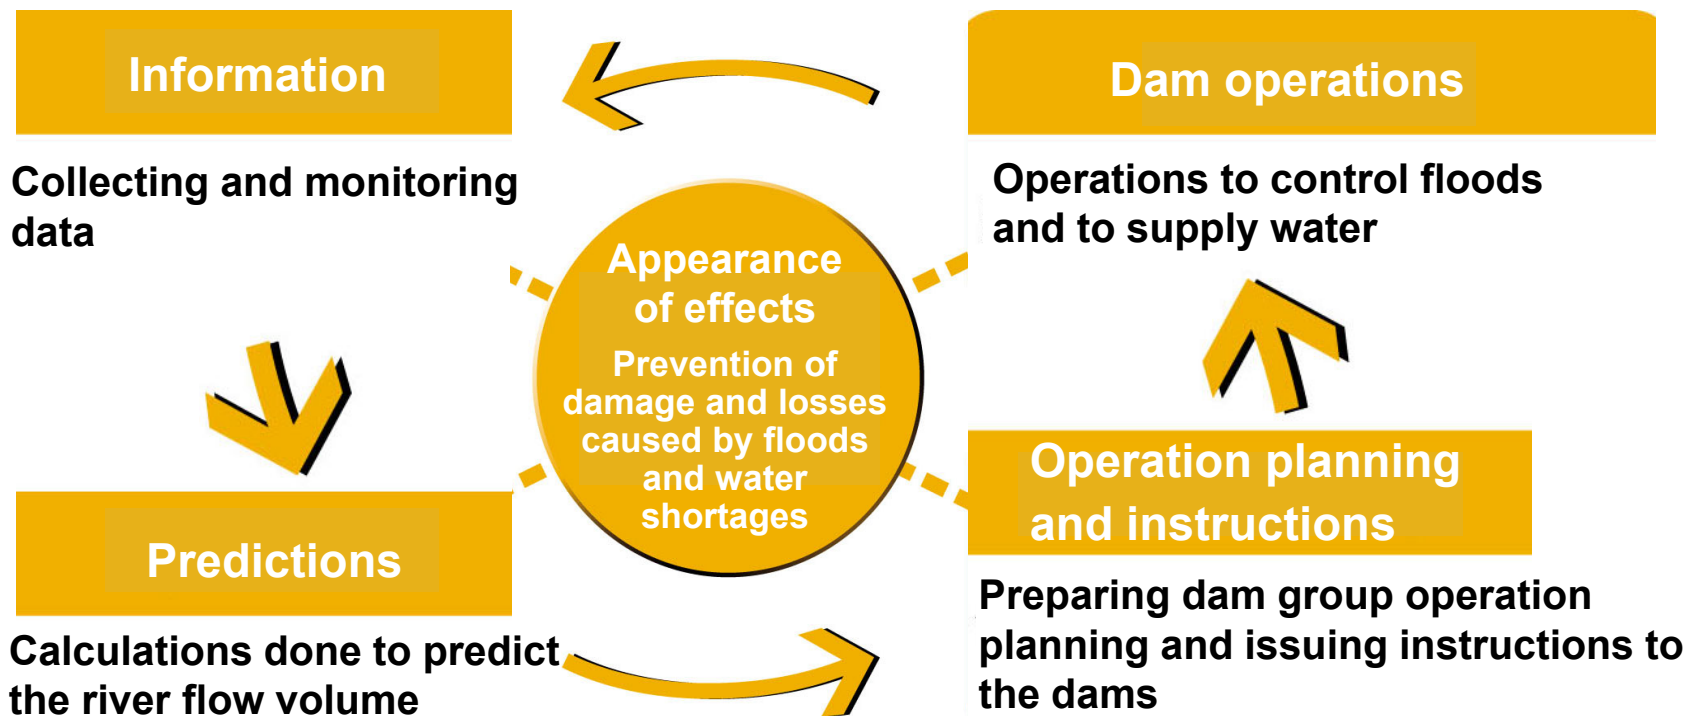 Information
Collecting and monitoring
data
Dam operations
Operations to control floods
and to supply water
Appearance
of effects
Prevention of
damage and losses
caused by floods
and water
shortages
Predictions
Calculations done to predict
the river flow volume
Operation planning
and instructions
Preparing dam group operation
planning and issuing instructions to
the dams